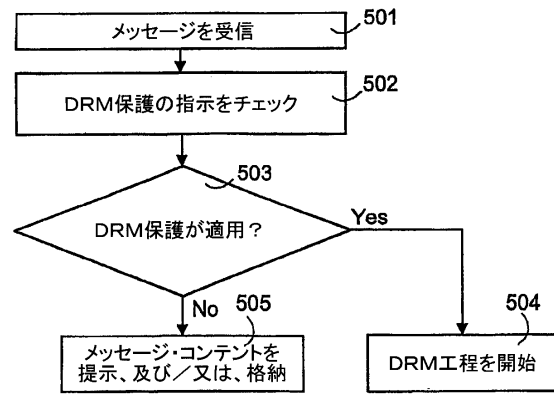 メッセージを受信
501
DRM保護の指示をチェック
502
503
DRM保護が適用?
Yes
No
505
メッセージ・コンテントを
提示、及び/又は、格納
504
DRM工程を開始